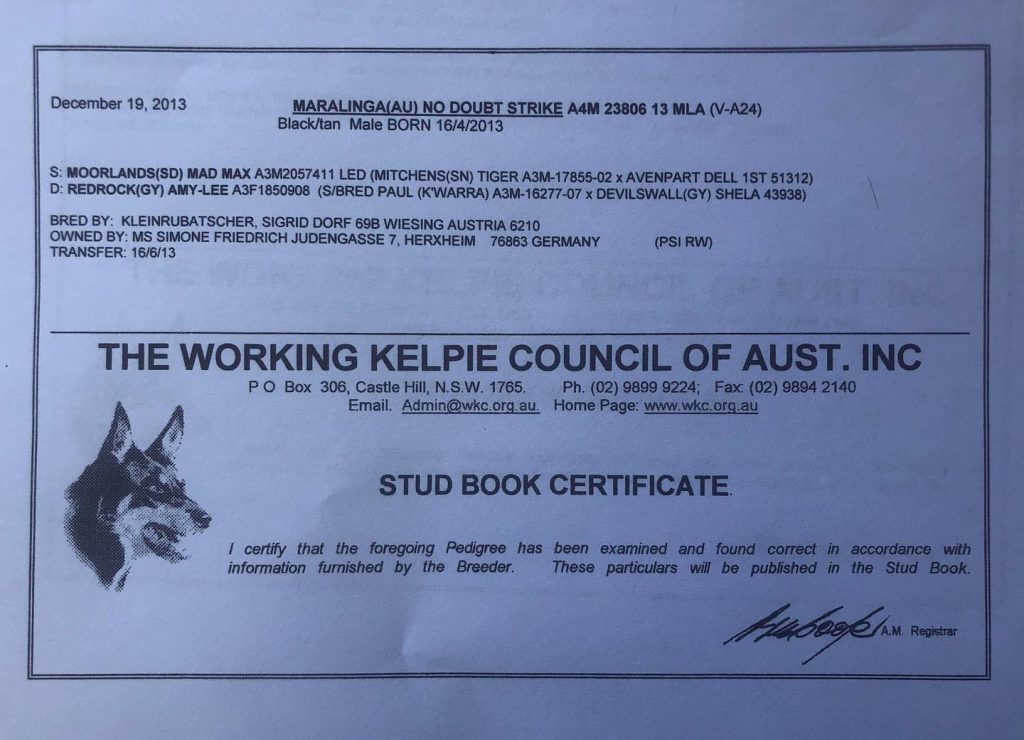 December 19, 2013 MARALINGA(AU) NO DOUBT STRIKE A4M 23806 13 MLA (V-A24)
Black/tan Male BORN 16/4/2013
S: MOORLANDS(SD) MAD MAX A3M2057411 LED (MITCHENS(SN) TIGER A3M-17855-02 x AVENPART DELL 1ST 51312)
D: REDROCK(GY) AMY-LEE A3F1850908 (S/BRED PAUL (K'WARRA) A3M-16277-07 x DEVILSWALL(GY) SHELA 43938)
BRED BY: KLEINRUBATSCHER, SIGRID DORF 69B WIESING AUSTRIA 6210
OWNED BY: MS SIMONE FRIEDRICH JUDENGASSE 7, HERXHEIM 76863 GERMANY (PSI RW)
TRANSFER: 16/6/13
THE WORKING KELPIE COUNCIL OF AUST. INC
P O Box 306, Castle Hill, N.S.W. 1765. Ph. (02) 9899 9224; Fax: (02) 9894 2140
Email. Admin@wkc.org.au. Home Page: www.wkc.org.au
STUD BOOK CERTIFICATE.
I certify that the foregoing Pedigree has been examined and found correct in accordance with
information furnished by the Breeder. These particulars will be published in the Stud Book.
A.M. Registrar